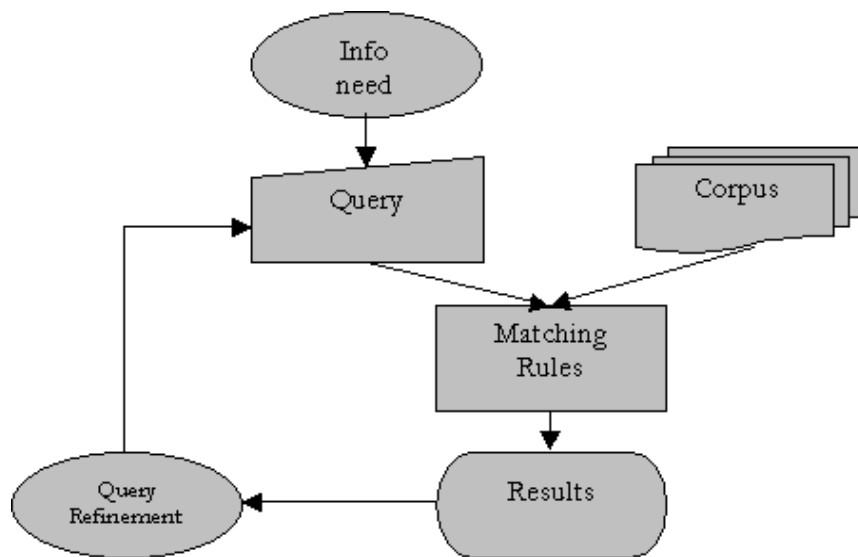 Info
need
Query
Corpus
Matching
Rules
Results
Query
Refinement